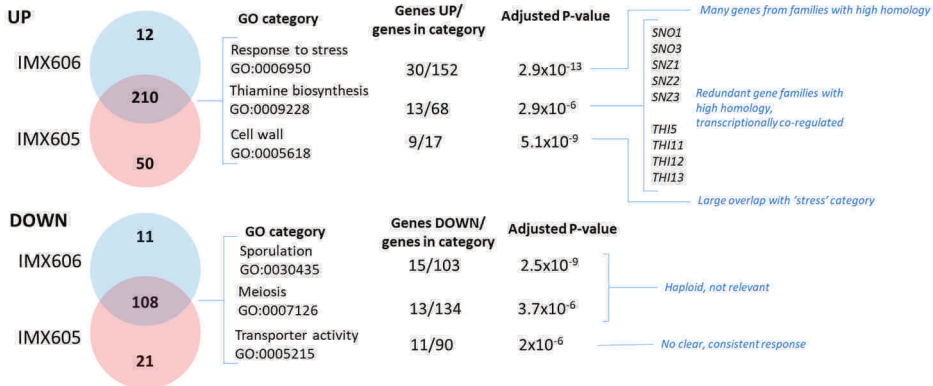 UP
IMX606
12
210
IMX605
50
GO category
Genes UP/
genes in category
Adjusted P-value
Response to stress
GO:0006950
30/152
2.9x10-13
Many genes from families with high homology
Thiamine biosynthesis
GO:0009228
13/68
2.9x10-6
SNO1
SNO3
SNZ1
SNZ2
SNZ3
THI5
THI11
THI12
THI13
Redundant gene families with
high homology,
transcriptionally co-regulated
Cell wall
GO:0005618
9/17
5.1x10-9
Large overlap with ‘stress’ category
DOWN
IMX606
11
108
IMX605
21
GO category
Genes DOWN/
genes in category
Adjusted P-value
Sporulation
GO:0030435
15/103
2.5x10-9
Meiosis
GO:0007126
13/134
3.7x10-6
Haploid, not relevant
Transporter activity
GO:0005215
11/90
2x10-6
No clear, consistent response